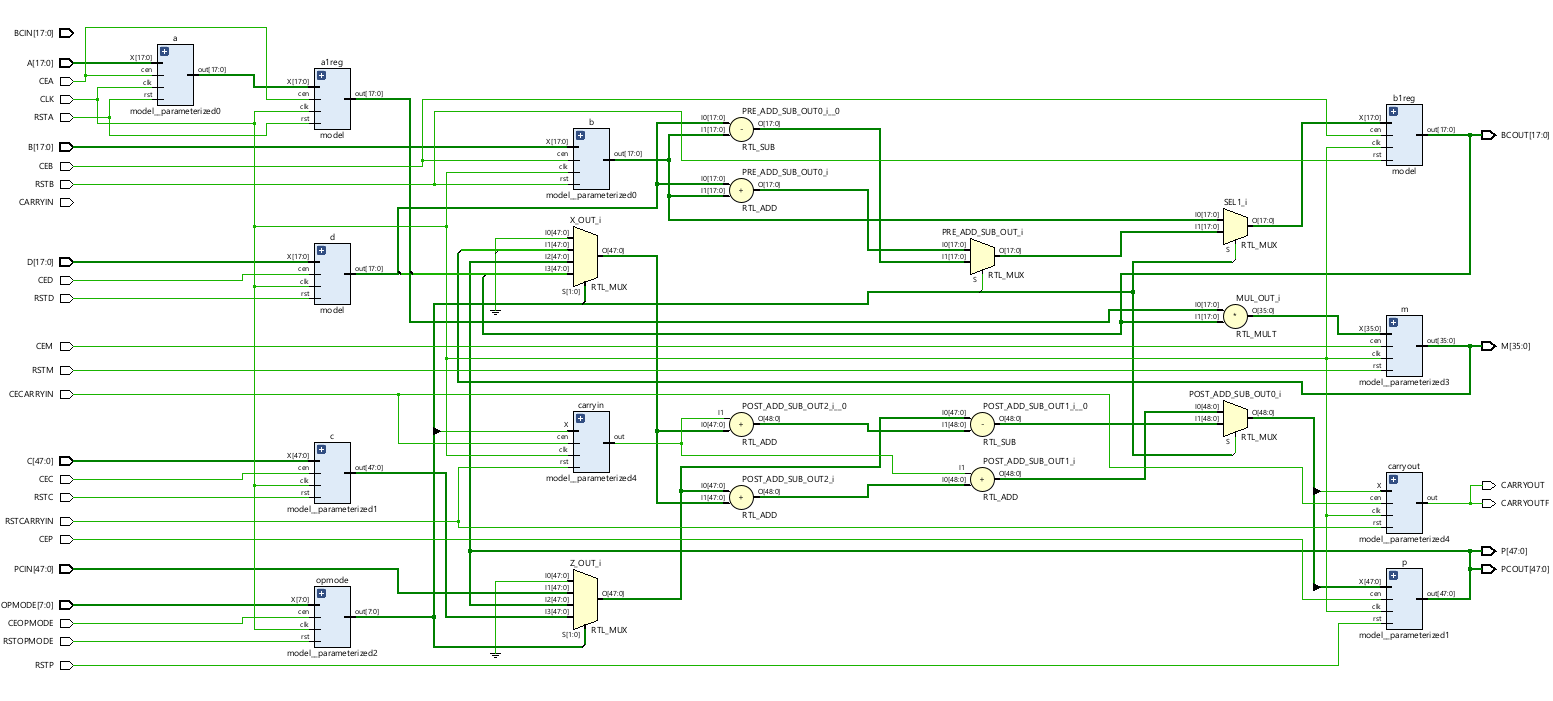 BCIN[17:0]
A[17:0]
CEA
CLK
RSTA
B[17:0]
CEB
RSTB
CARRYIN
D[17:0]
CED
RSTD
CEM
RSTM
CECARRYIN
C[47:0]
CEC
RSTC
RSTCARRYIN
CEP
PCIN[47:0]
OPMODE[7:0]
CEOPMODE
RSTOPMODE
RSTP
a
X[17:0]
cen
clk
rst
out[17:0]
model__parameterized0
a1reg
X[17:0]
cen
clk
rst
out[17:0]
model
d
X[17:0]
cen
clk
rst
out[17:0]
model
c
X[47:0]
cen
clk
rst
out[47:0]
model__parameterized1
opmode
X[7:0]
cen
clk
rst
out[7:0]
model__parameterized2
b
X[17:0]
cen
clk
rst
out[17:0]
model__parameterized0
X_OUT_i
I0[47:0]
I1[47:0]
I2[47:0]
I3[47:0]
S[1:0]
O[47:0]
RTL_MUX
carryin
X
cen
clk
rst
out
model__parameterized4
Z_OUT_i
I0[47:0]
I1[47:0]
I2[47:0]
I3[47:0]
S[1:0]
O[47:0]
RTL_MUX
PRE_ADD_SUB_OUT0_i__0
I0[17:0]
I1[17:0]
-
O[17:0]
RTL_SUB
PRE_ADD_SUB_OUT0_i
I0[17:0]
I1[17:0]
+
O[17:0]
RTL_ADD
POST_ADD_SUB_OUT2_i__0
I1
I0[47:0]
+
O[48:0]
RTL_ADD
POST_ADD_SUB_OUT2_i
I0[47:0]
I1[47:0]
+
O[48:0]
RTL_ADD
PRE_ADD_SUB_OUT_i
I0[17:0]
I1[17:0]
S
O[17:0]
RTL_MUX
POST_ADD_SUB_OUT1_i__0
I0[47:0]
I1[48:0]
-
O[48:0]
RTL_SUB
POST_ADD_SUB_OUT1_i
I1
I0[48:0]
+
O[48:0]
RTL_ADD
SEL1_i
I0[17:0]
I1[17:0]
S
O[17:0]
RTL_MUX
MUL_OUT_i
I0[17:0]
I1[17:0]
*
O[35:0]
RTL_MULT
POST_ADD_SUB_OUT0_i
I0[48:0]
I1[48:0]
S
O[48:0]
RTL_MUX
b1reg
X[17:0]
cen
clk
rst
out[17:0]
model
m
X[35:0]
cen
clk
rst
out[35:0]
model__parameterized3
carryout
X
cen
clk
rst
out
model__parameterized4
p
X[47:0]
cen
clk
rst
out[47:0]
model__parameterized1
BCOUT[17:0]
M[35:0]
CARRYOUT
CARRYOUTF
P[47:0]
PCOUT[47:0]